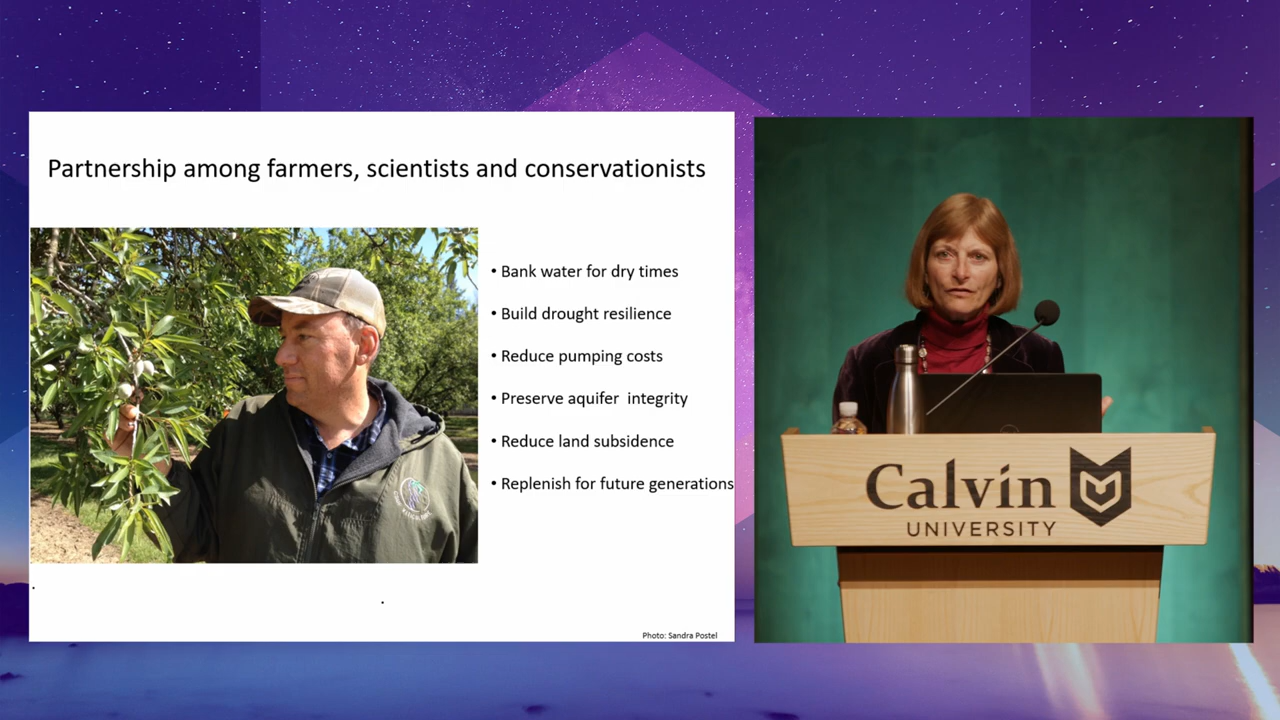 Partnership among farmers, scientists and conservationists
• Bank water for dry times
• Build drought resilience
• Reduce pumping costs
• Preserve aquifer  integrity
• Reduce land subsidence
• Replenish for future generations
Photo: Sandra Postel
Calvin
UNIVERSITY